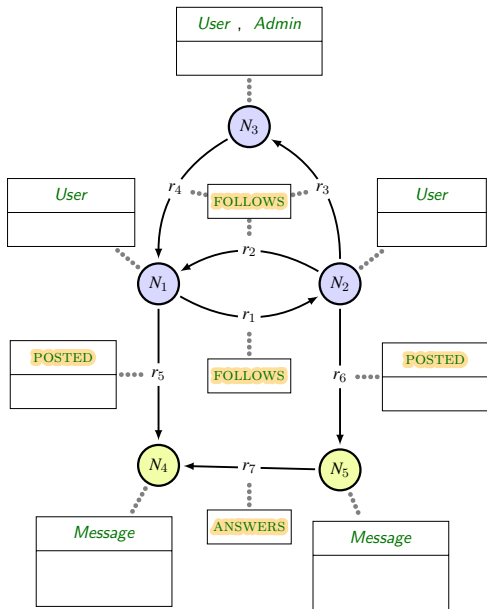 User , Admin
N3
r4
FOLLOWS
r3
User
User
r2
N1
N2
r1
POSTED
r5
FOLLOWS
r6
POSTED
N4
r7
N5
Message
ANSWERS
Message